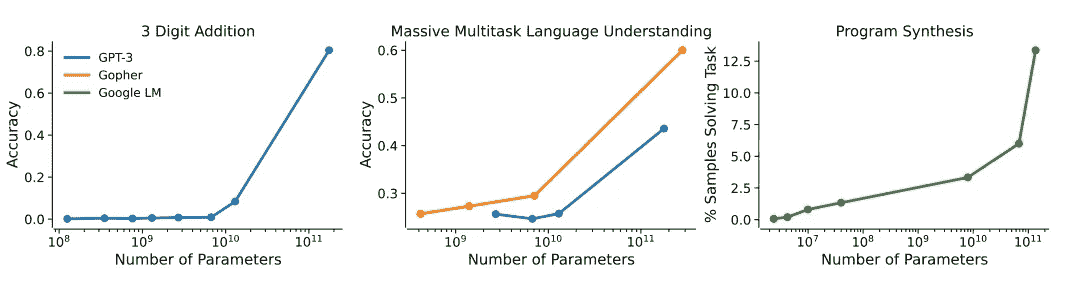 3 Digit Addition
Accuracy
0.8
0.6
0.4
0.2
0.0
GPT-3
Gopher
Google LM
10⁸
10⁹
10¹⁰
10¹¹
Number of Parameters
Massive Multitask Language Understanding
Accuracy
0.6
0.5
0.4
0.3
10⁹
10¹⁰
10¹¹
Number of Parameters
Program Synthesis
% Samples Solving Task
12.5
10.0
7.5
5.0
2.5
0.0
10⁷
10⁸
10⁹
10¹⁰
10¹¹
Number of Parameters